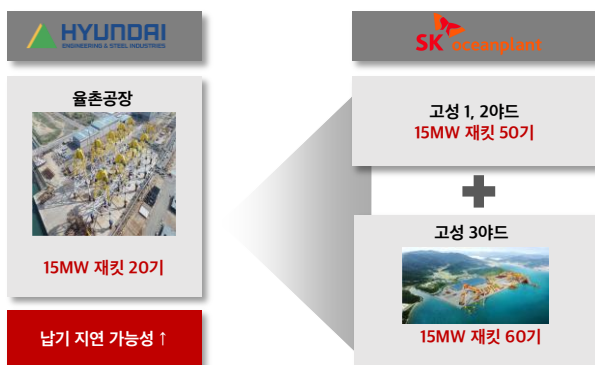 HYUNDAI
ENGINEERING & STEEL INDUSTRIES
율촌공장
15MW 재킷 20기
납기 지연 가능성 ↑
SK oceanplant
고성 1, 2야드
15MW 재킷 50기
고성 3야드
15MW 재킷 60기